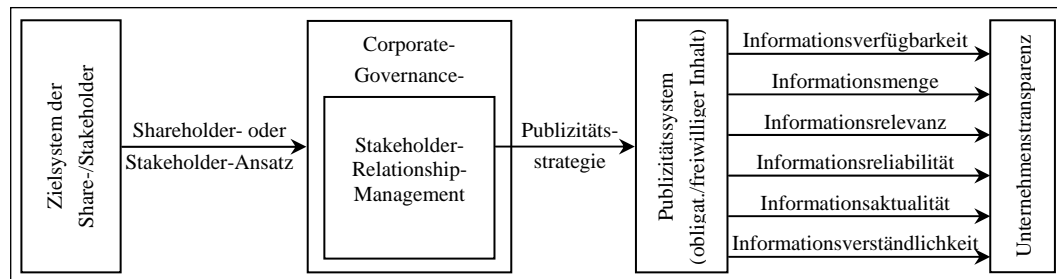 Zielsystem der
Share-/Stakeholder
Shareholder- oder
Stakeholder-Ansatz
Corporate-
Governance-
Stakeholder-
Relationship-
Management
Publizitäts-
strategie
Publizitätssystem
(obligat./freiwilliger Inhalt)
Informationsverfügbarkeit
Informationsmenge
Informationsrelevanz
Informationsreliabilität
Informationsaktualität
Informationsverständlichkeit
Unternehmenstransparenz